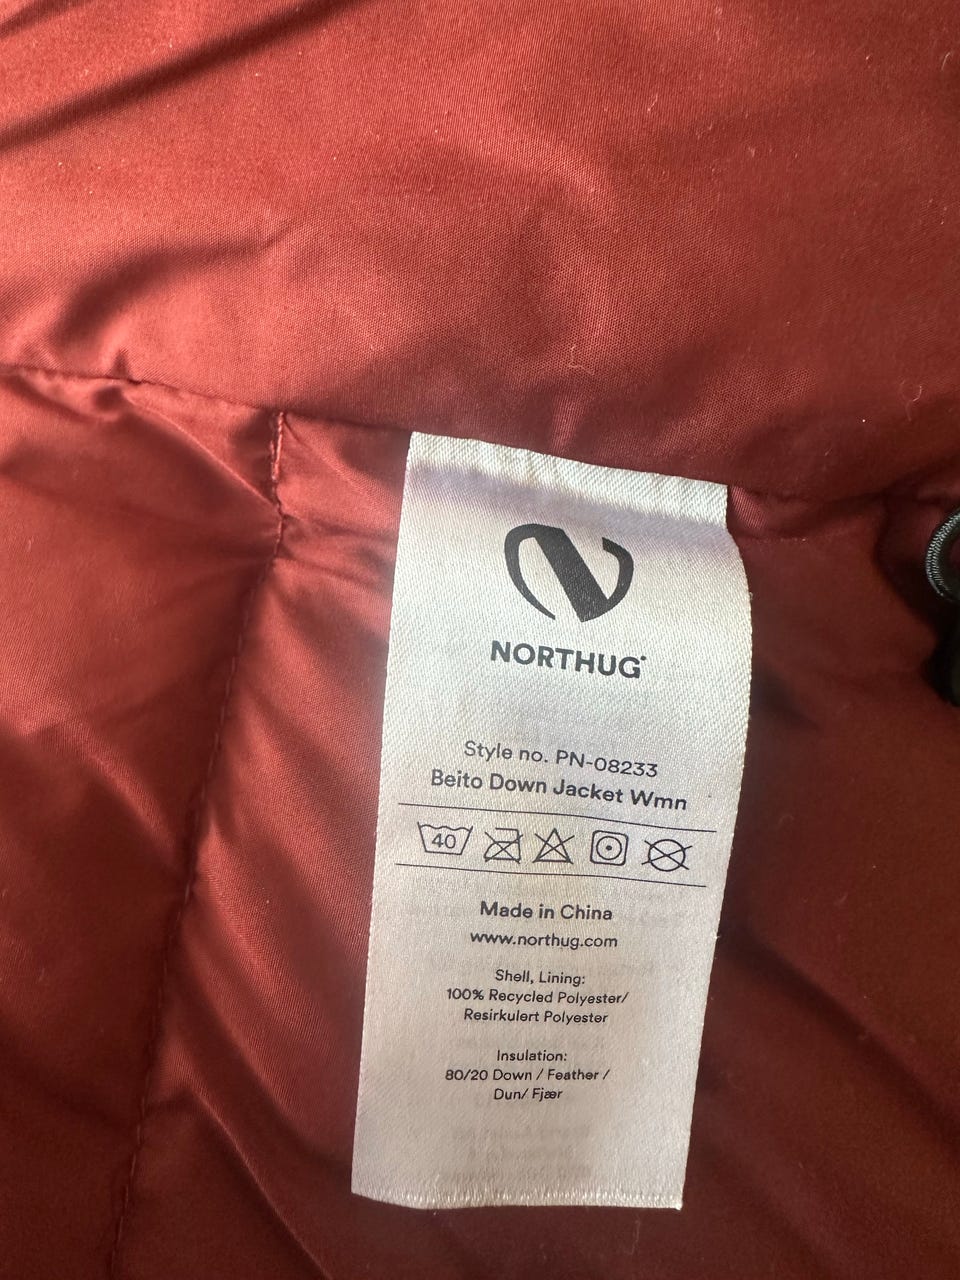 NORTHUG
Style no. PN-08233
Beito Down Jacket Wmn
40
Made in China
www.northug.com
Shell, Lining:
100% Recycled Polyester/
Resirkulert Polyester
Insulation:
80/20 Down / Feather /
Dun/ Fjær